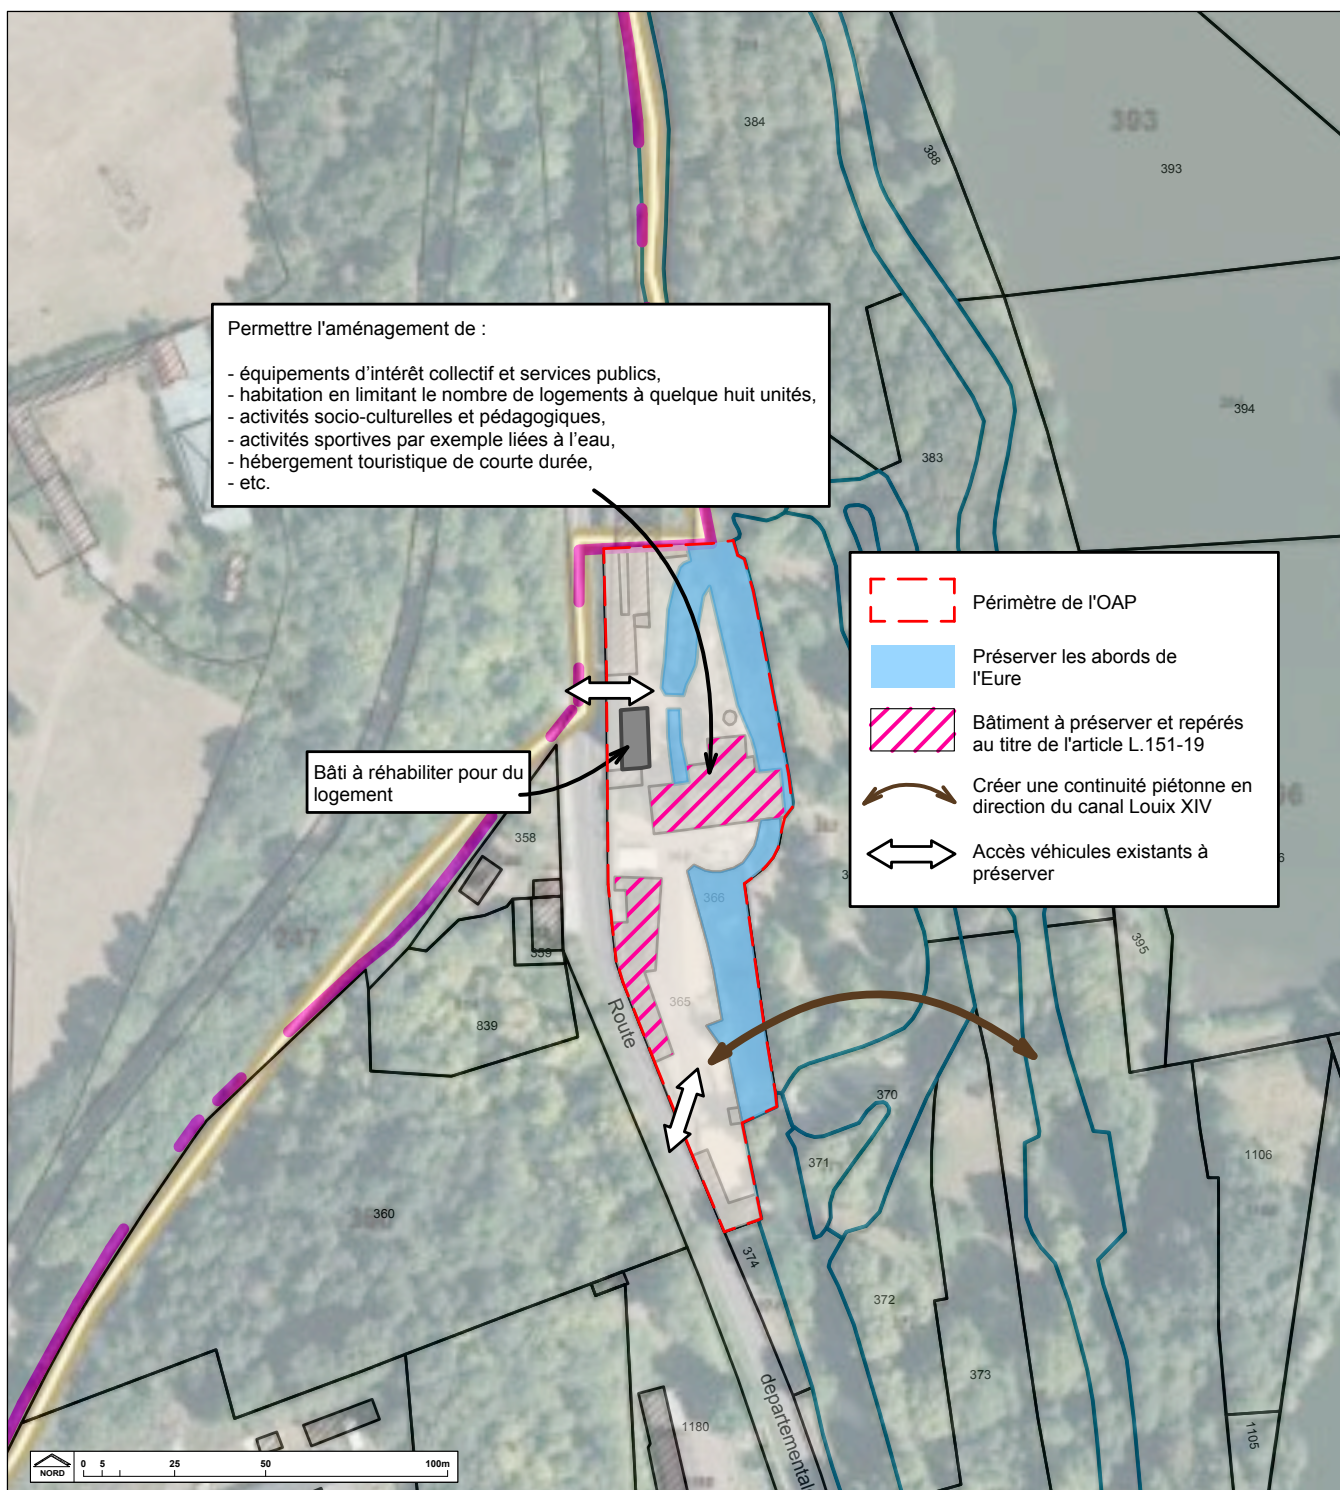 384
388
393
393
Permettre l'aménagement de :
- équipements d'intérêt collectif et services publics,
- habitation en limitant le nombre de logements à quelque huit unités,
- activités socio-culturelles et pédagogiques,
- activités sportives par exemple liées à l'eau,
- hébergement touristique de courte durée,
- etc.
394
383
Périmètre de l'OAP
Préserver les abords de
l'Eure
Bâtiment à préserver et repérés
au titre de l'article L.151-19
Créer une continuité piétonne en
direction du canal Louix XIV
Accès véhicules existants à
préserver
Bâti à réhabiliter pour du
logement
358
359
366
395
365
839
Route
370
371
1106
360
374
372
373
departementale
1180
1105
NORD
0 5 25 50 100m